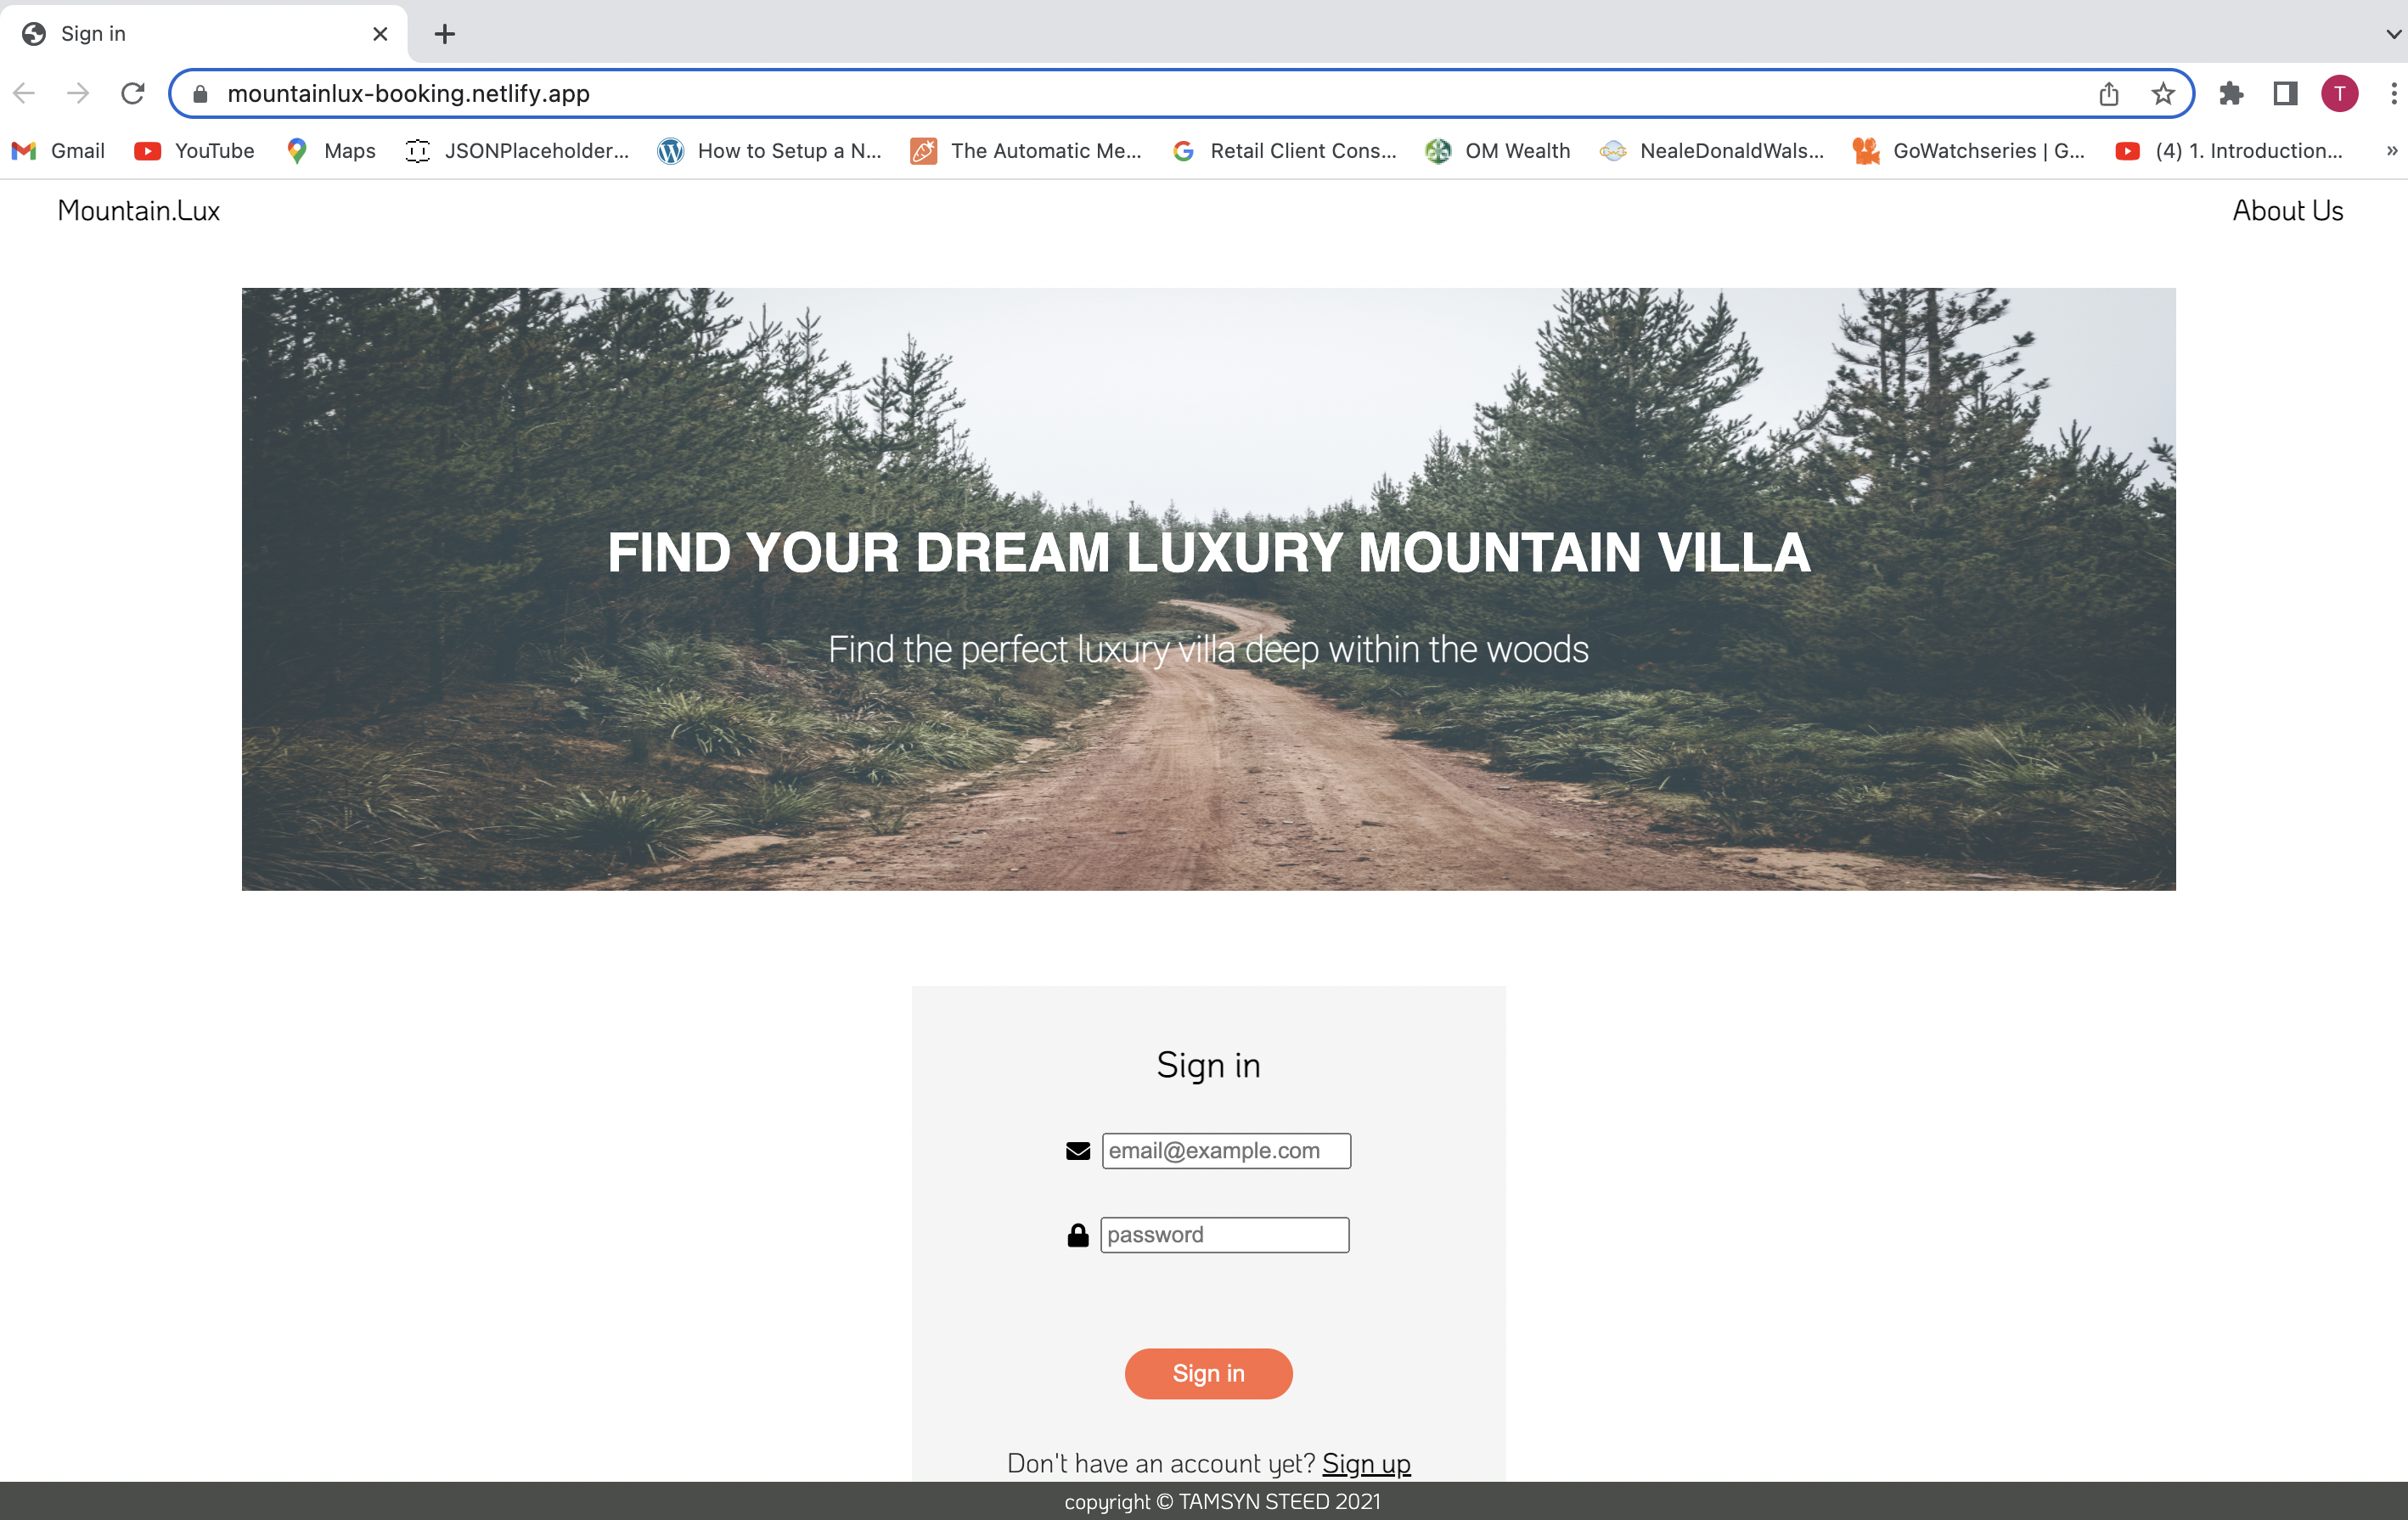 Sign in
mountainlux-booking.netlify.app
T
Gmail YouTube Maps JSONPlaceholder... How to Setup a N... The Automatic Me... Retail Client Cons... OM Wealth NealeDonaldWals... GoWatchseries | G... (4) 1. Introduction... »
Mountain.Lux About Us
FIND YOUR DREAM LUXURY MOUNTAIN VILLA
Find the perfect luxury villa deep within the woods
Sign in
email@example.com
password
Sign in
Don't have an account yet? Sign up
copyright © TAMSYN STEED 2021